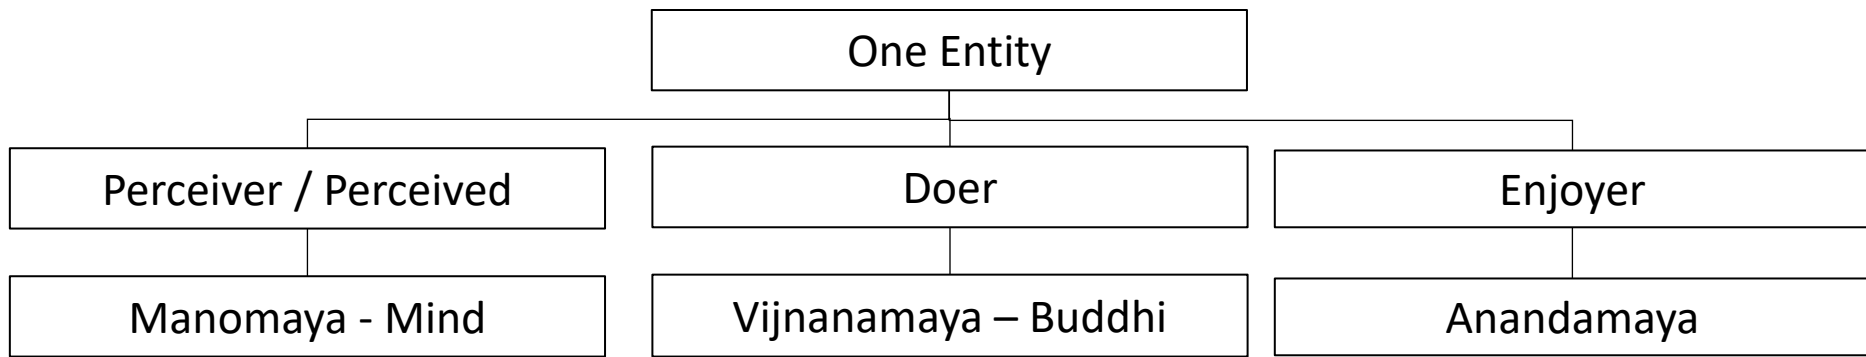 One Entity
Perceiver / Perceived
Doer
Enjoyer
Manomaya - Mind
Vijnanamaya – Buddhi
Anandamaya